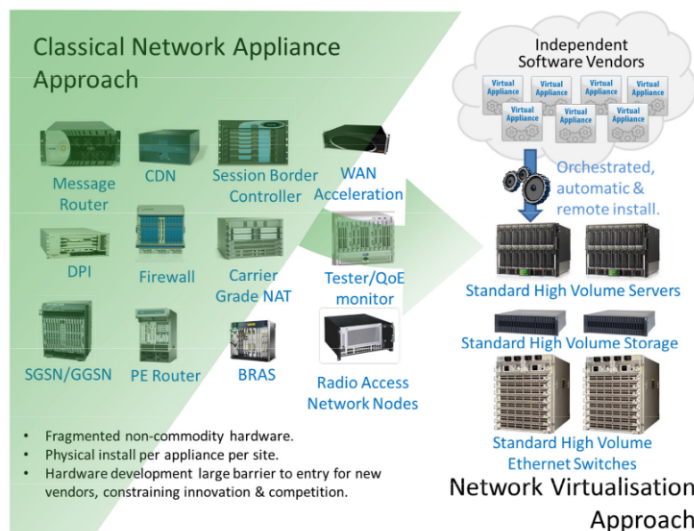 Classical Network Appliance
Approach
Message
Router
CDN
Session Border
Controller
WAN
Acceleration
DPI
Firewall
Carrier
Grade NAT
Tester/QoE
monitor
SGSN/GGSN
PE Router
BRAS
Radio Access
Network Nodes
• Fragmented non-commodity hardware.
• Physical install per appliance per site.
• Hardware development large barrier to entry for new
vendors, constraining innovation & competition.
Independent
Software Vendors
Virtual
Appliance
Virtual
Appliance
Virtual
Appliance
Virtual
Appliance
Virtual
Appliance
Virtual
Appliance
Virtual
Appliance
Orchestrated,
automatic &
remote install.
Standard High Volume Servers
Standard High Volume Storage
Standard High Volume
Ethernet Switches
Network Virtualisation
Approach